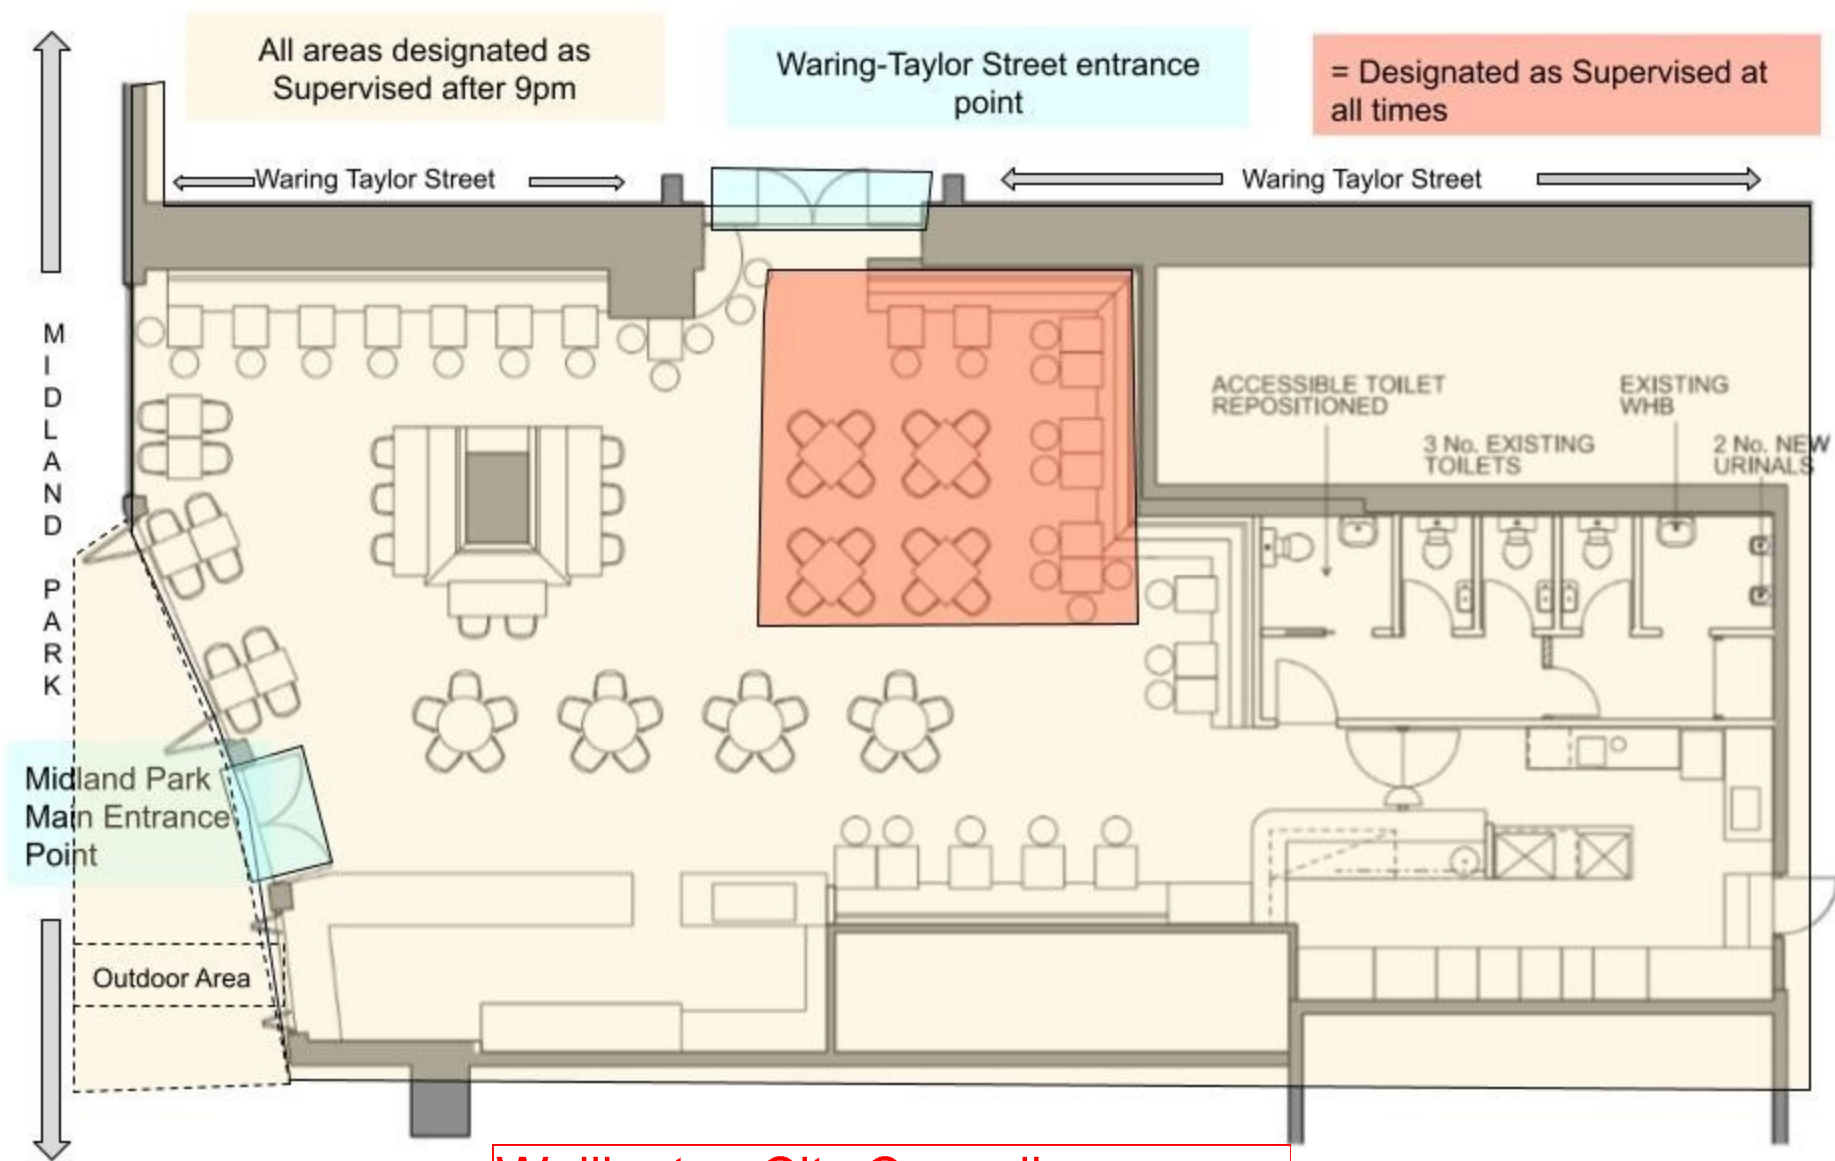 All areas designated as
Supervised after 9pm
Waring-Taylor Street entrance
point
= Designated as Supervised at
all times
Waring Taylor Street
Waring Taylor Street
MIDLAND PARK
ACCESSIBLE TOILET
REPOSITIONED
EXISTING
WHB
3 No. EXISTING
TOILETS
2 No. NEW
URINALS
Midland Park
Main Entrance
Point
Outdoor Area